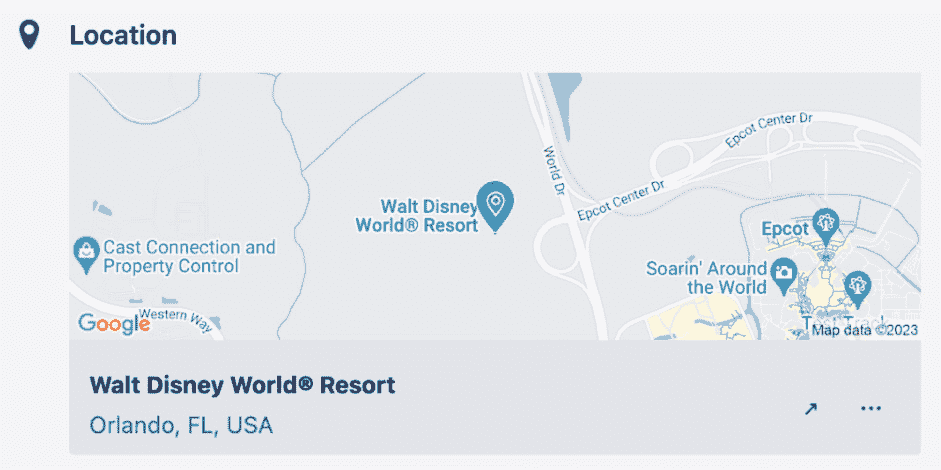 Location
World Dr
Epcot Center Dr
Epcot Center Dr
Walt Disney
World® Resort
Epcot
Cast Connection and
Property Control
Soarin' Around
the World
Western Way
Google
Map data ©2023
Walt Disney World® Resort
Orlando, FL, USA